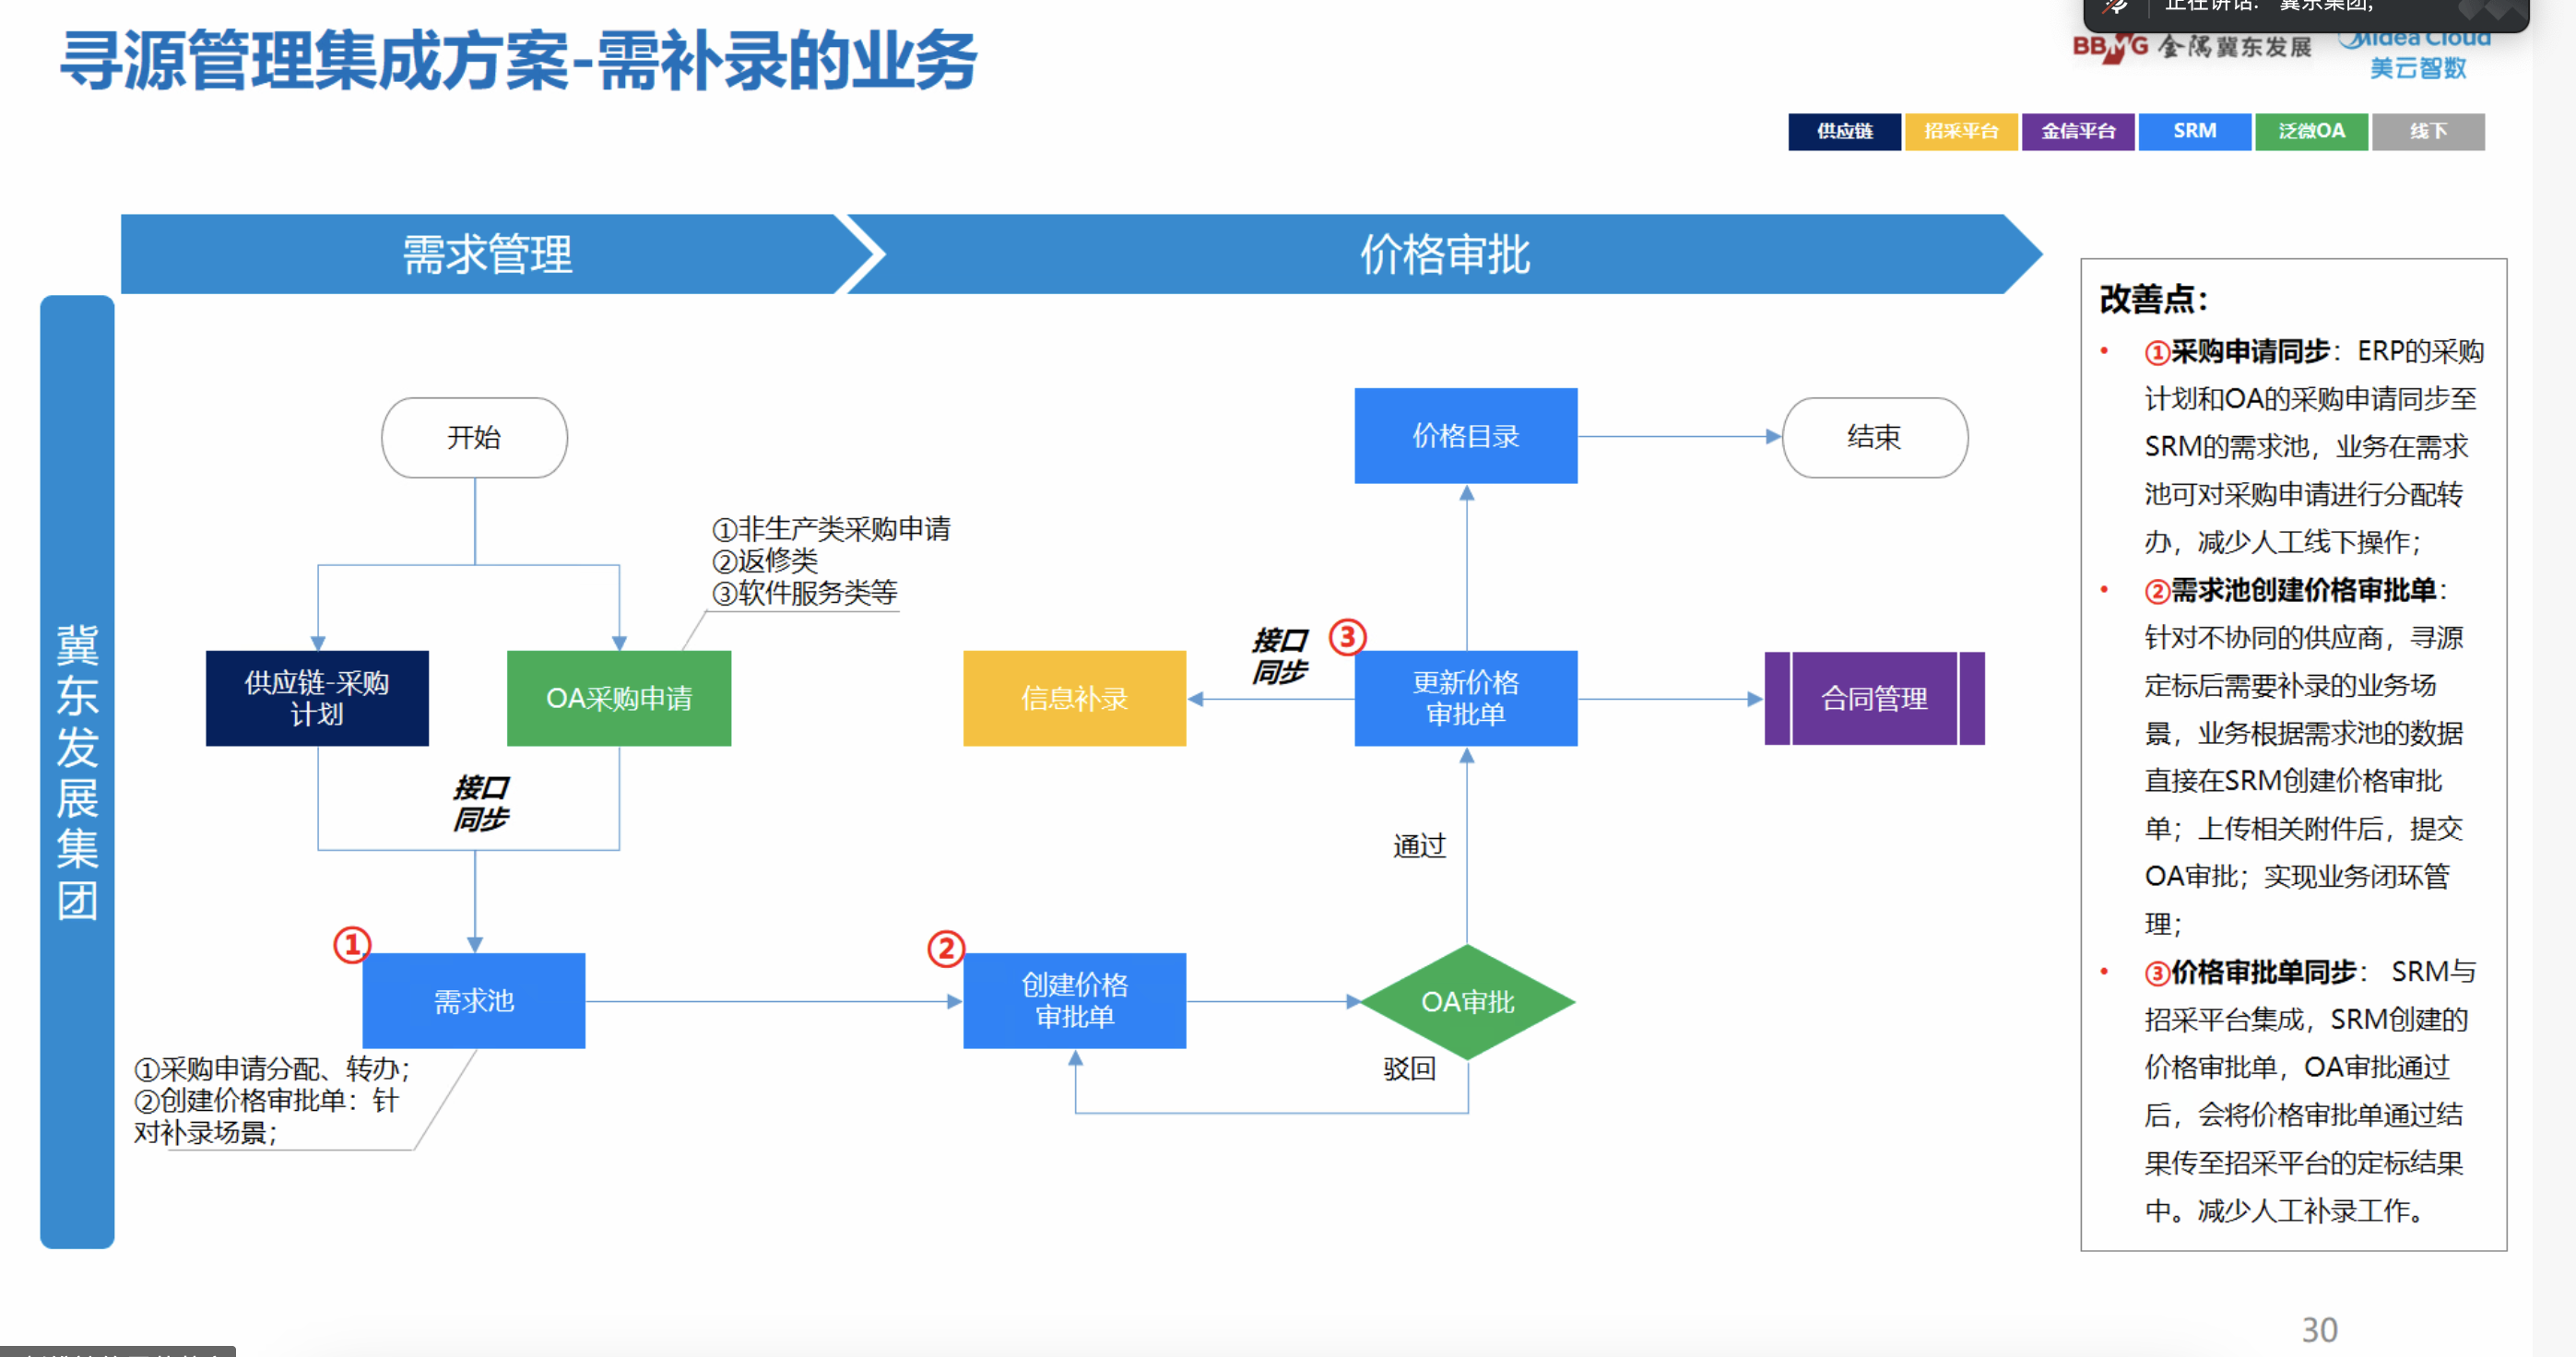 寻源管理集成方案-需补录的业务
正在讲话: 冀东集团;
BBMG 金隅冀东发展
Midea Cloud
美云智数
供应链
招采平台
金信平台
SRM
泛微OA
线下
需求管理
价格审批
冀东发展集团
开始
①非生产类采购申请
②返修类
③软件服务类等
供应链-采购
计划
OA采购申请
接口
同步
①
需求池
①采购申请分配、转办；
②创建价格审批单：针
对补录场景；
②
创建价格
审批单
OA审批
驳回
通过
③
更新价格
审批单
接口
同步
信息补录
合同管理
价格目录
结束
改善点：
• ①采购申请同步：ERP的采购
计划和OA的采购申请同步至
SRM的需求池，业务在需求
池可对采购申请进行分配转
办，减少人工线下操作；
• ②需求池创建价格审批单：
针对不协同的供应商，寻源
定标后需要补录的业务场
景，业务根据需求池的数据
直接在SRM创建价格审批
单；上传相关附件后，提交
OA审批；实现业务闭环管
理；
• ③价格审批单同步： SRM与
招采平台集成，SRM创建的
价格审批单，OA审批通过
后，会将价格审批单通过结
果传至招采平台的定标结果
中。减少人工补录工作。
30